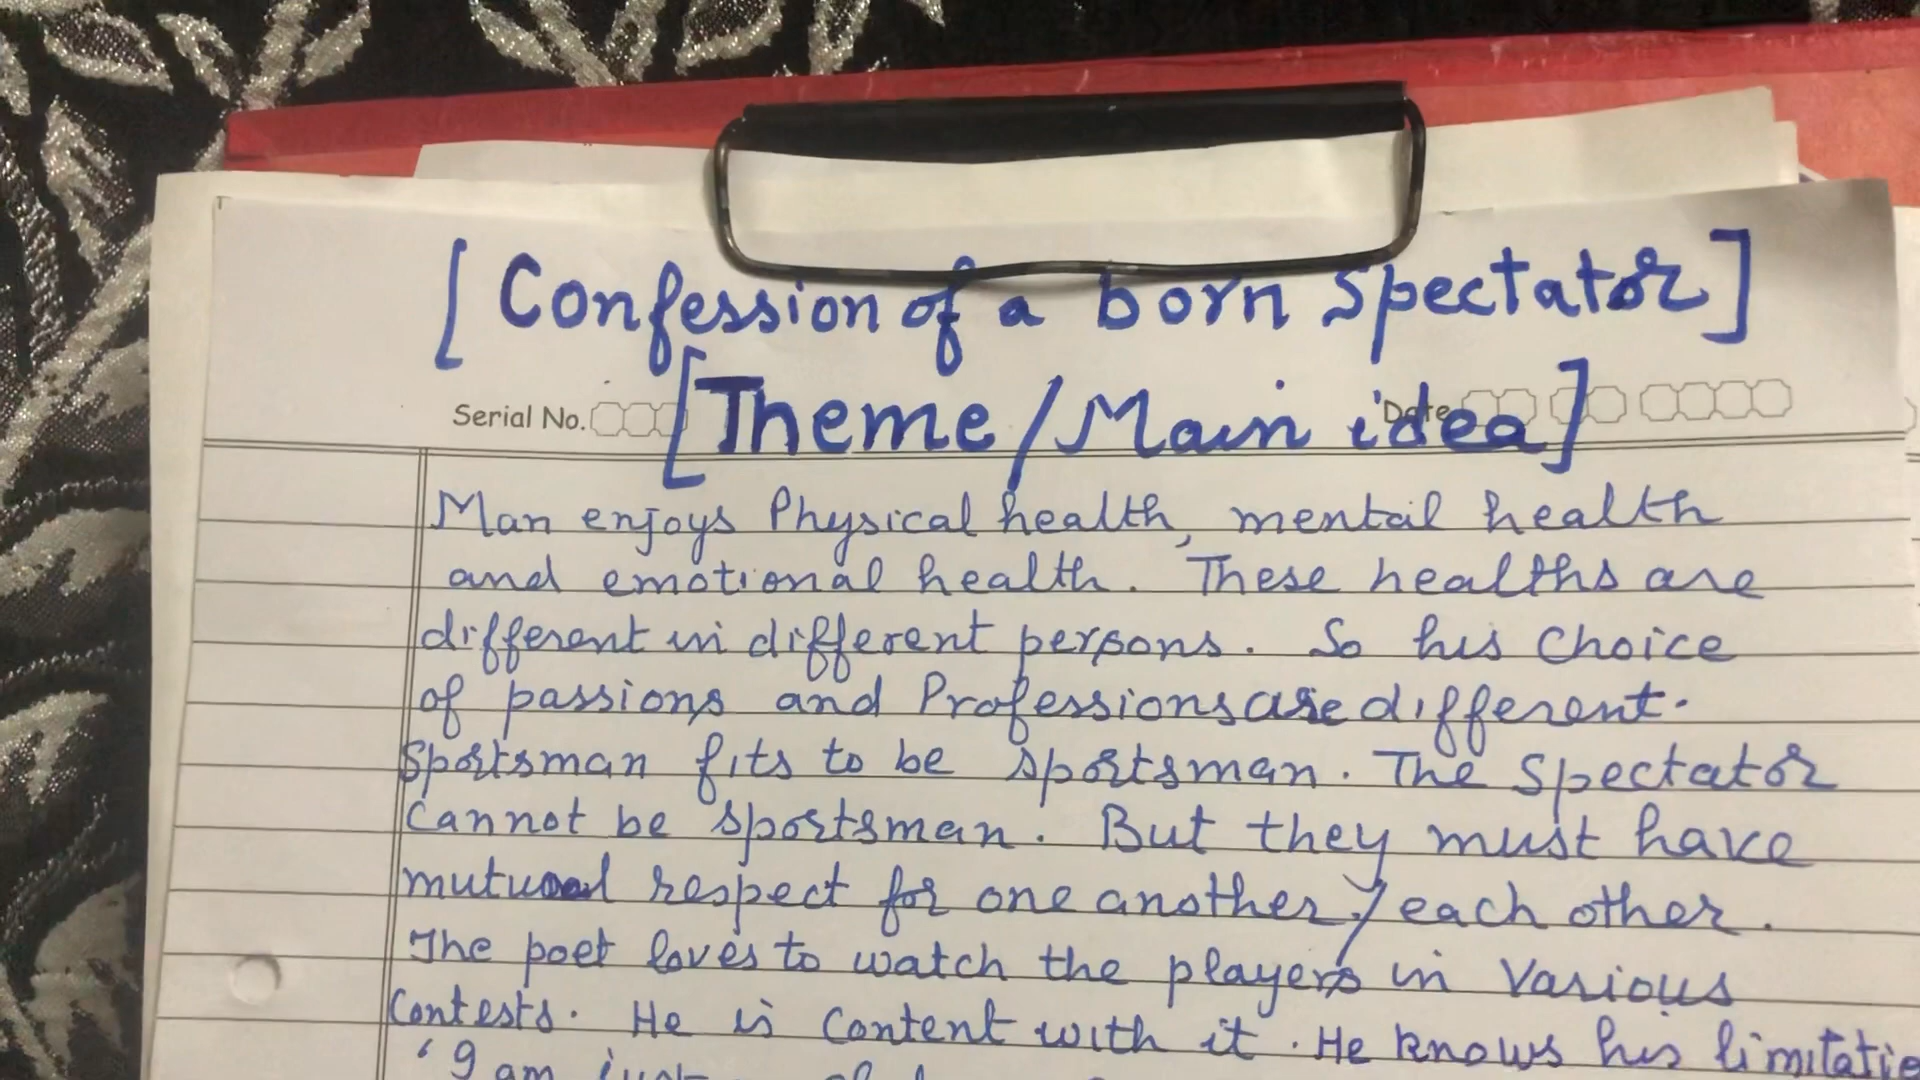 [Confession of a born Spectator]
[Theme/Main idea]
Serial No.
Date
Man enjoys Physical health, mental health
and emotional health. These healths are
different in different persons. So his Choice
of passions and Professions are different.
Sportsman fits to be sportsman. The Spectator
Cannot be sportsman. But they must have
mutual respect for one another/each other.
The poet loves to watch the players in Various
Contests. He is Content with it. He knows his limitatio
'I am just